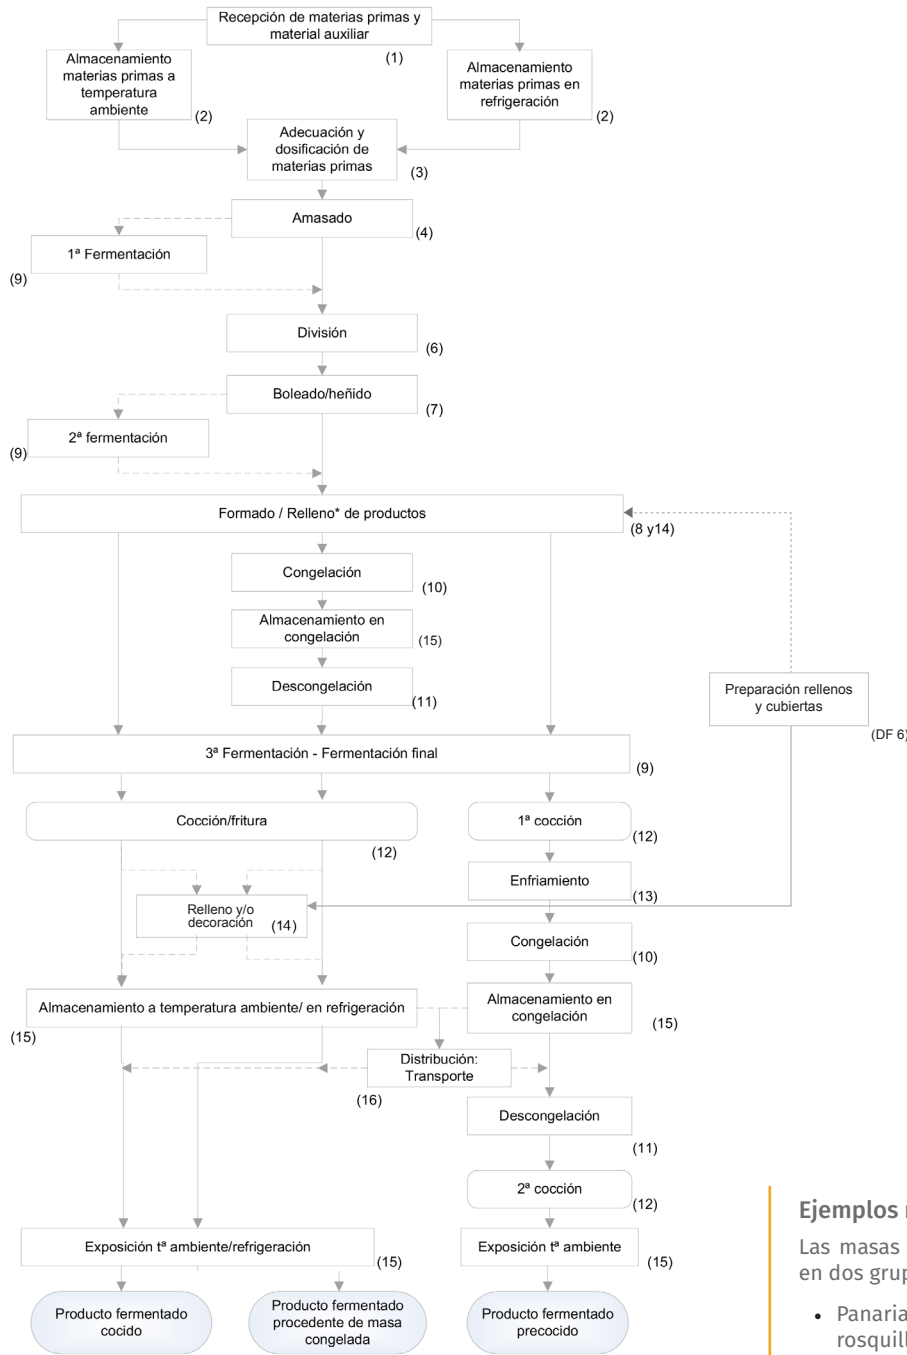 Recepción de materias primas y
material auxiliar
(1)
Almacenamiento
materias primas a
temperatura
ambiente
(2)
Almacenamiento
materias primas en
refrigeración
(2)
Adecuación y
dosificación de
materias primas
(3)
Amasado
(4)
1ª Fermentación
(9)
División
(6)
Boleado/heñido
(7)
2ª fermentación
(9)
Formado / Relleno* de productos
(8 y14)
Congelación
(10)
Almacenamiento en
congelación
(15)
Descongelación
(11)
Preparación rellenos
y cubiertas
(DF 6)
3ª Fermentación - Fermentación final
(9)
Cocción/fritura
(12)
1ª cocción
(12)
Enfriamiento
(13)
Relleno y/o
decoración
(14)
Congelación
(10)
Almacenamiento a temperatura ambiente/ en refrigeración
(15)
Almacenamiento en
congelación
(15)
Distribución:
Transporte
(16)
Descongelación
(11)
2ª cocción
(12)
Exposición tª ambiente/refrigeración
(15)
Exposición tª ambiente
(15)
Producto fermentado
cocido
Producto fermentado
procedente de masa
congelada
Producto fermentado
precocido
Ejemplos
Las masas
en dos
•